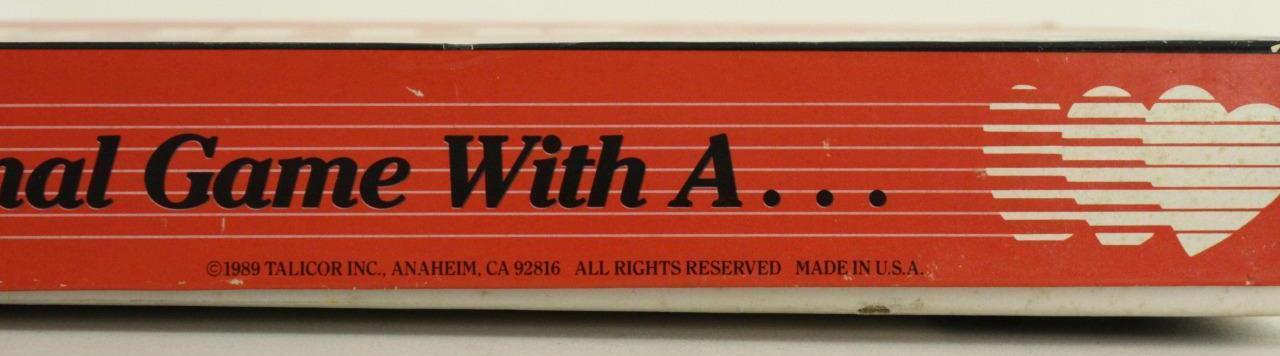 nal Game With A...
©1989 TALICOR INC., ANAHEIM, CA 92816 ALL RIGHTS RESERVED MADE IN U.S.A.